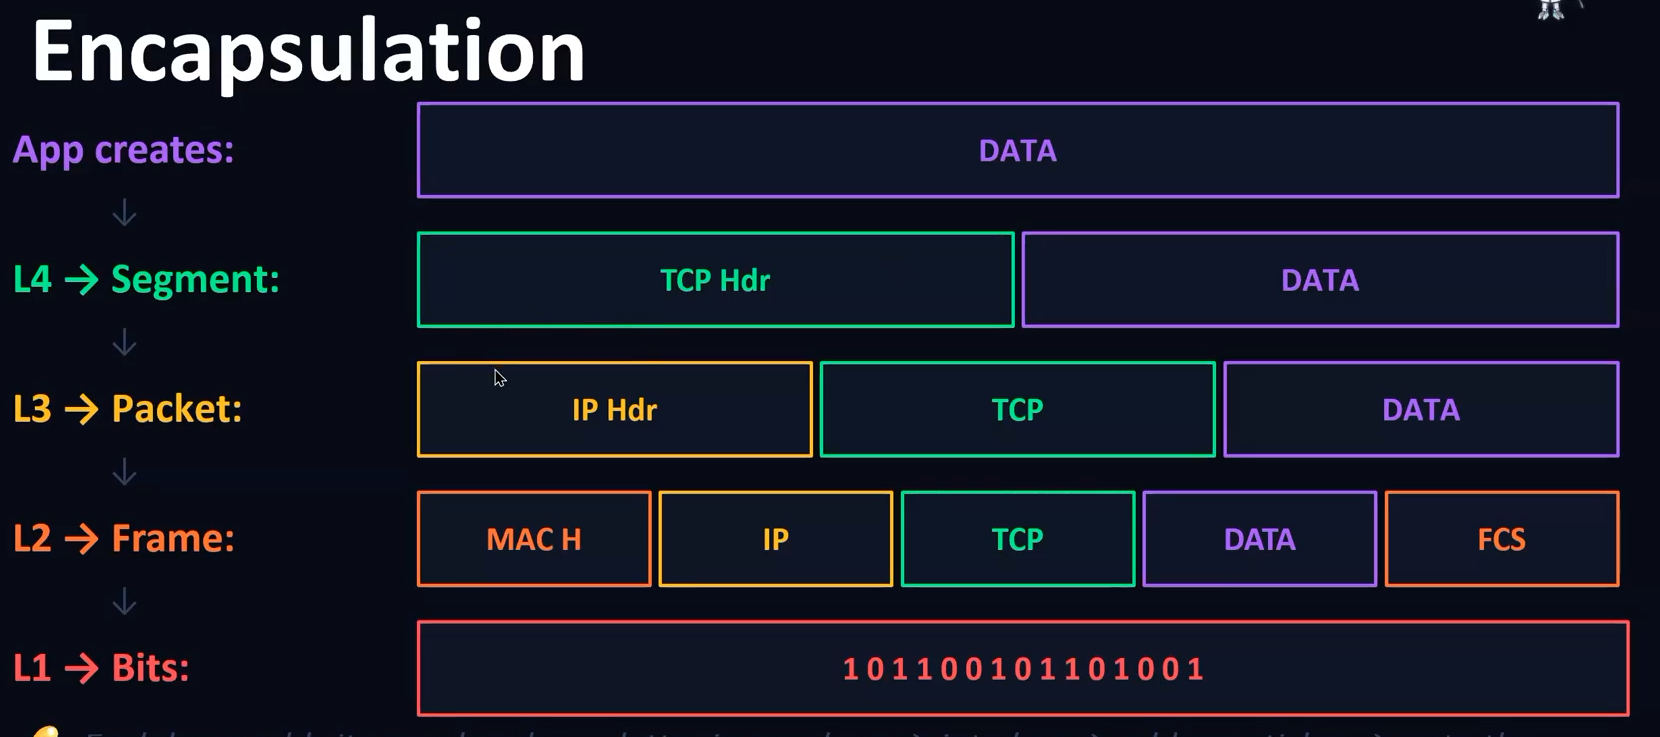 Encapsulation
App creates: DATA
↓
L4 → Segment: TCP Hdr DATA
↓
L3 → Packet: IP Hdr TCP DATA
↓
L2 → Frame: MAC H IP TCP DATA FCS
↓
L1 → Bits: 1 0 1 1 0 0 1 0 1 1 0 1 0 0 1